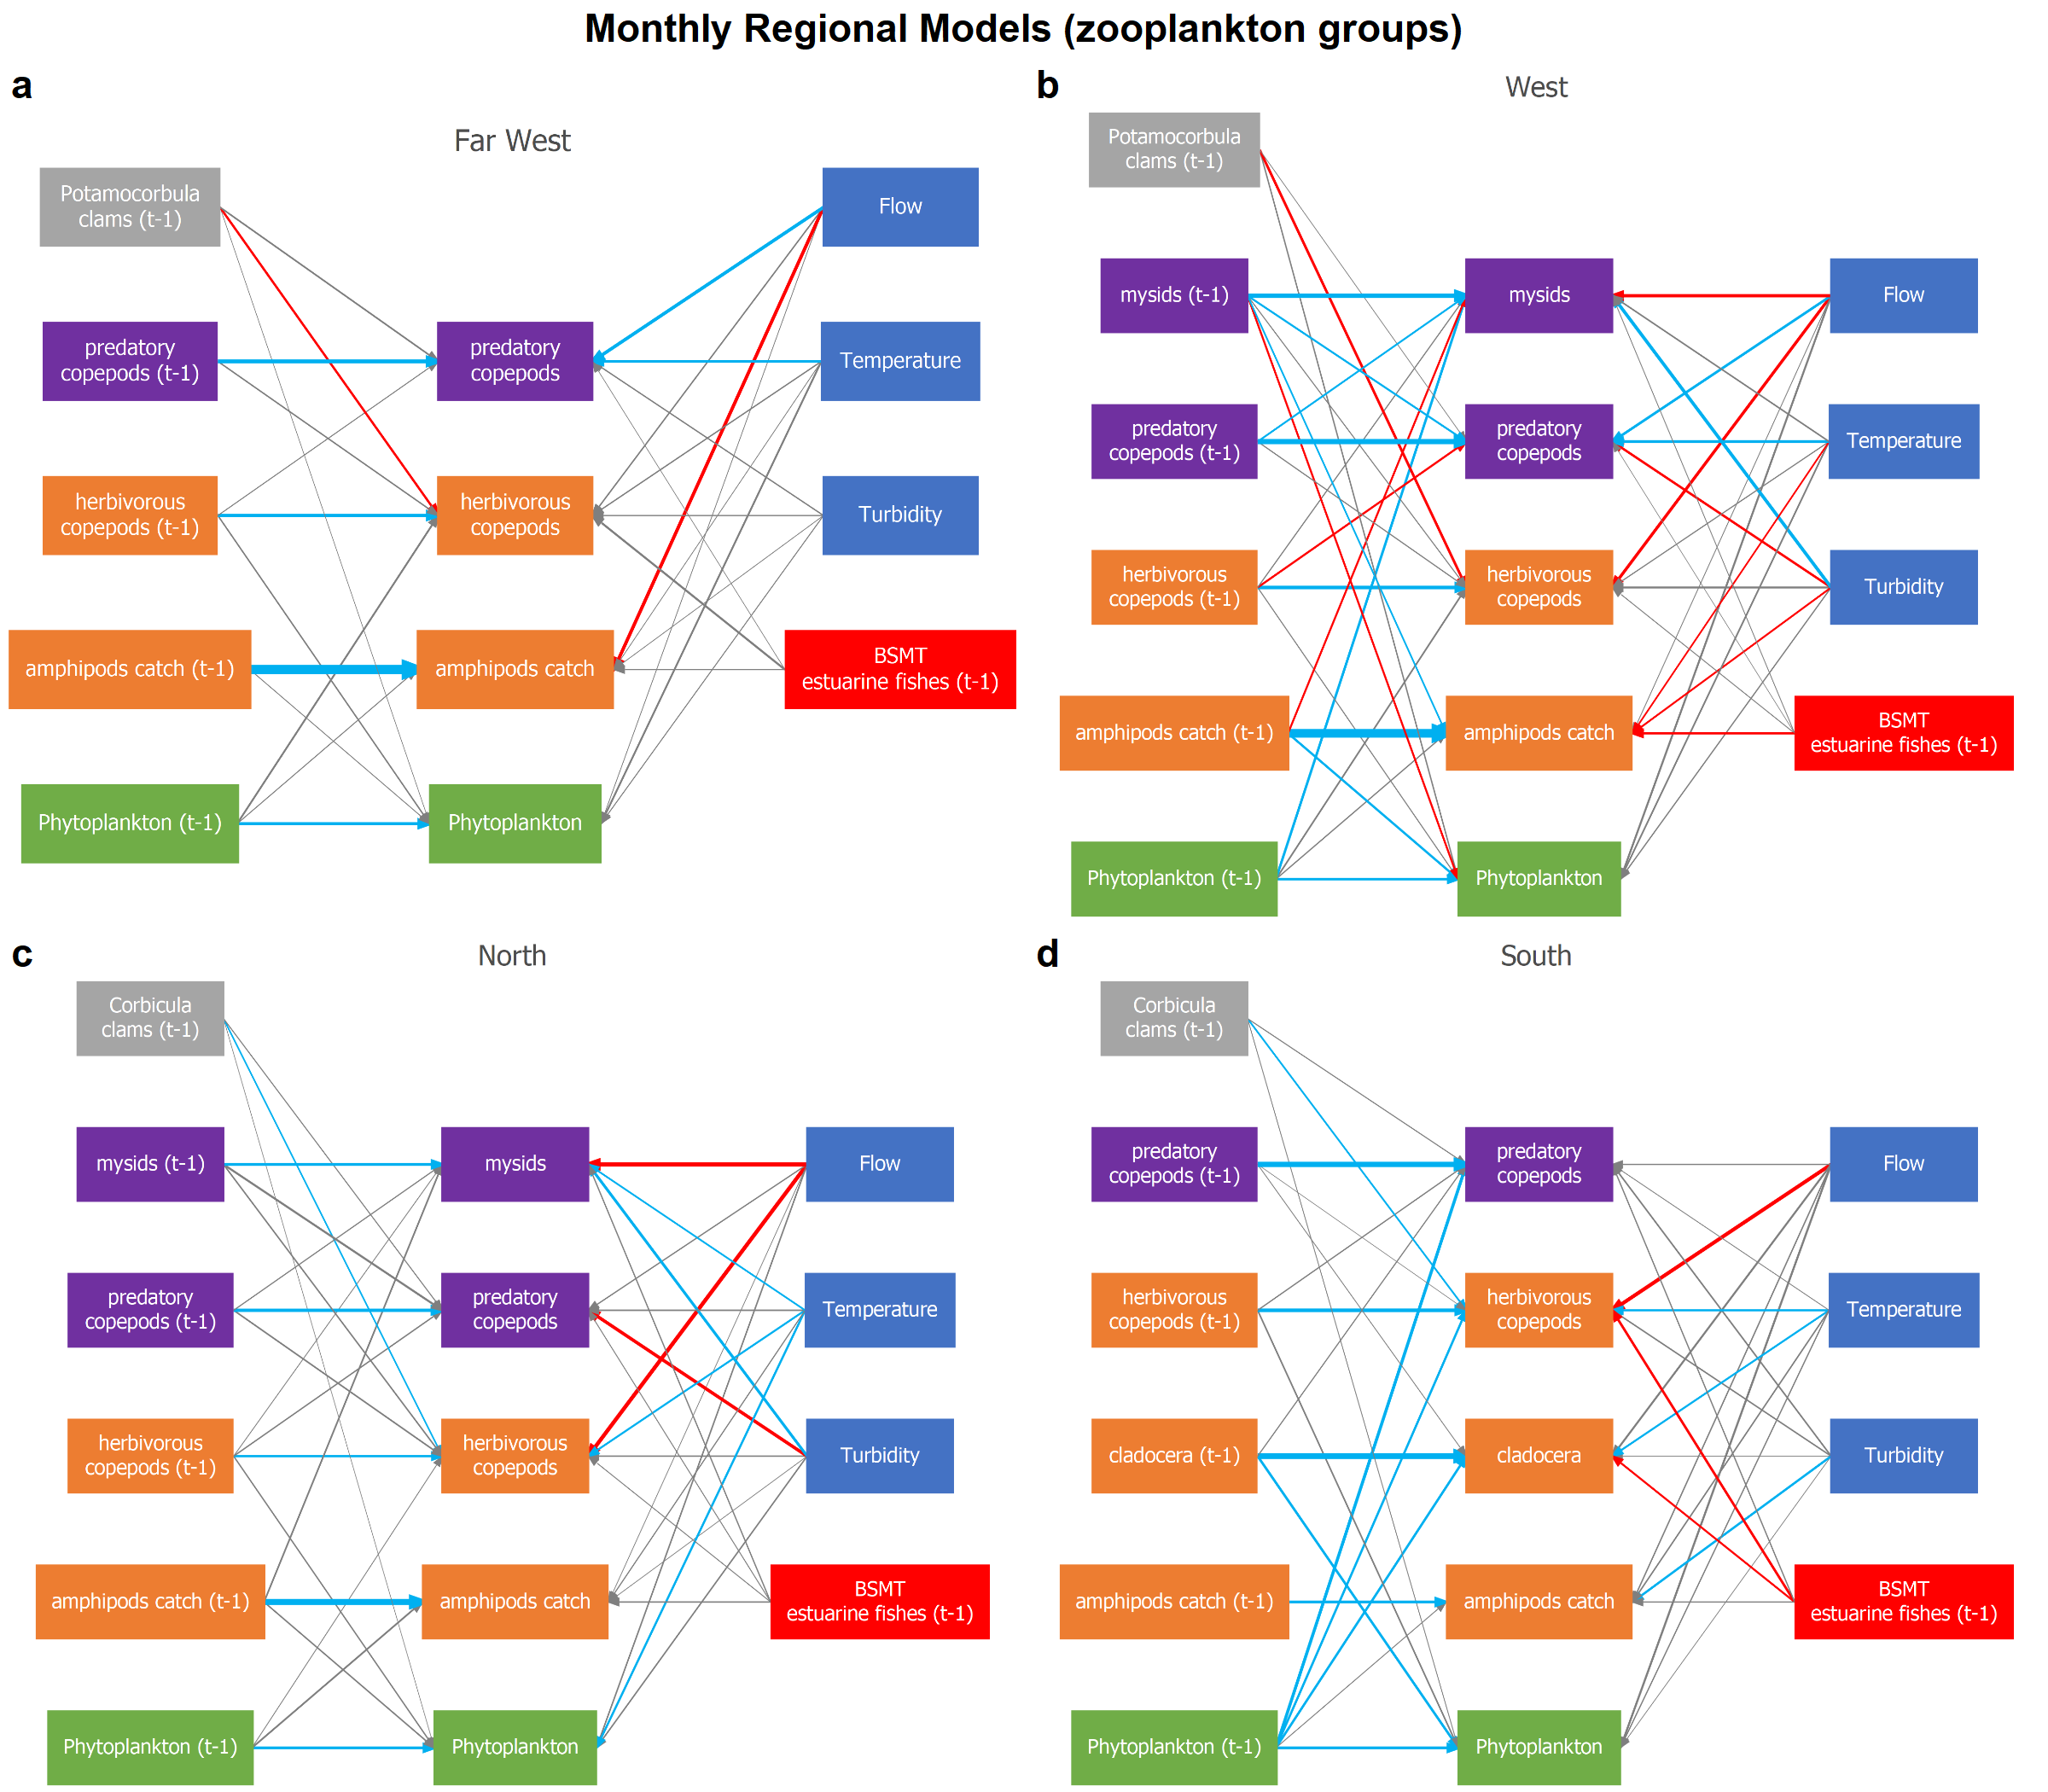 Monthly Regional Models (zooplankton groups)
a
Far West
Potamocorbula
clams (t-1)
Flow
predatory
copepods (t-1)
predatory
copepods
Temperature
herbivorous
copepods (t-1)
herbivorous
copepods
Turbidity
amphipods catch (t-1)
amphipods catch
BSMT
estuarine fishes (t-1)
Phytoplankton (t-1)
Phytoplankton
b
West
Potamocorbula
clams (t-1)
mysids (t-1)
mysids
Flow
predatory
copepods (t-1)
predatory
copepods
Temperature
herbivorous
copepods (t-1)
herbivorous
copepods
Turbidity
amphipods catch (t-1)
amphipods catch
BSMT
estuarine fishes (t-1)
Phytoplankton (t-1)
Phytoplankton
c
North
Corbicula
clams (t-1)
mysids (t-1)
mysids
Flow
predatory
copepods (t-1)
predatory
copepods
Temperature
herbivorous
copepods (t-1)
herbivorous
copepods
Turbidity
amphipods catch (t-1)
amphipods catch
BSMT
estuarine fishes (t-1)
Phytoplankton (t-1)
Phytoplankton
d
South
Corbicula
clams (t-1)
predatory
copepods (t-1)
predatory
copepods
Flow
herbivorous
copepods (t-1)
herbivorous
copepods
Temperature
cladocera (t-1)
cladocera
Turbidity
amphipods catch (t-1)
amphipods catch
BSMT
estuarine fishes (t-1)
Phytoplankton (t-1)
Phytoplankton